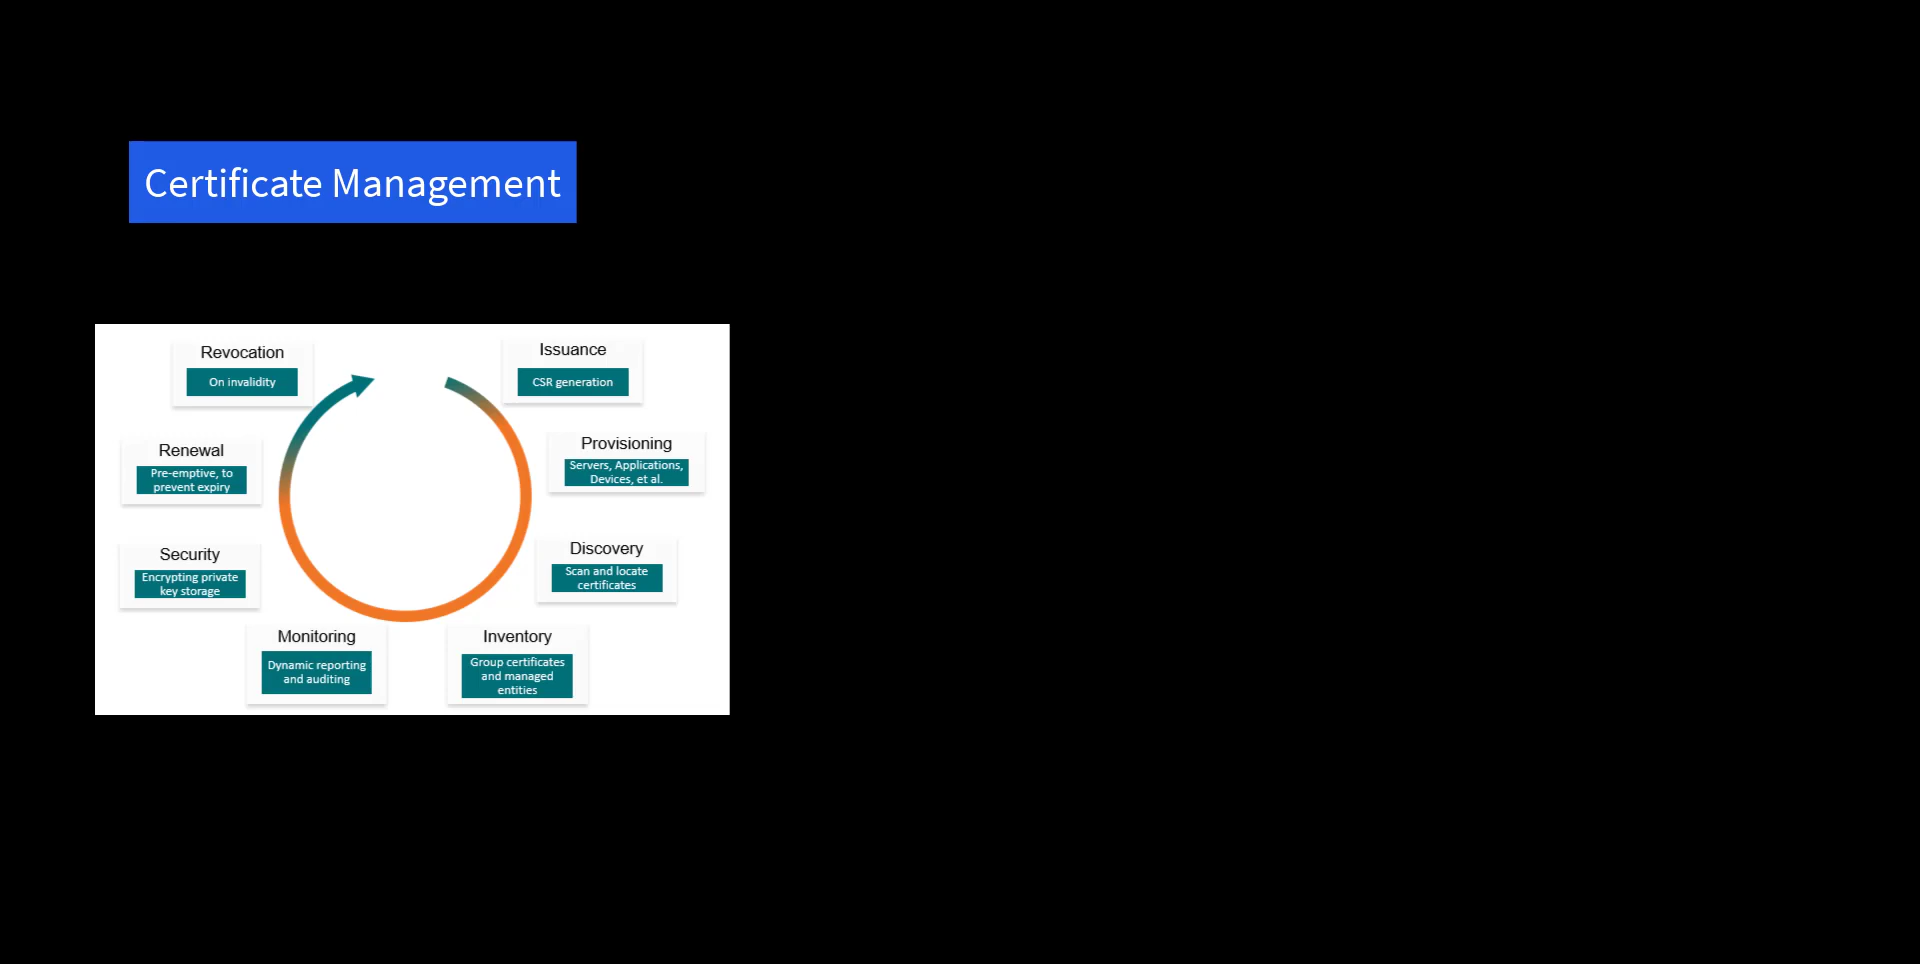 Certificate Management
Revocation
On invalidity
Issuance
CSR generation
Renewal
Pre-emptive, to
prevent expiry
Provisioning
Servers, Applications,
Devices, et al.
Security
Encrypting private
key storage
Discovery
Scan and locate
certificates
Monitoring
Dynamic reporting
and auditing
Inventory
Group certificates
and managed
entities